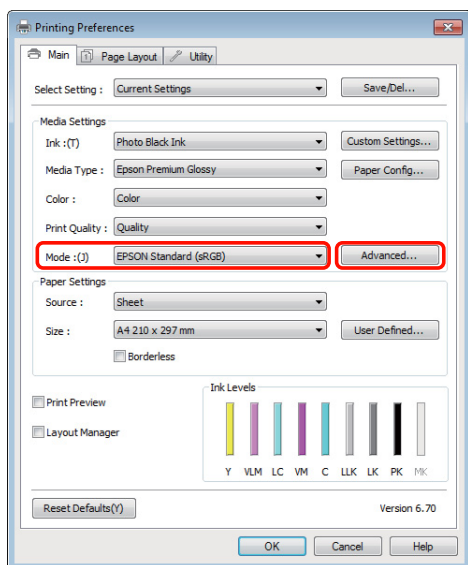 Printing Preferences
Main Page Layout Utility
Select Setting : Current Settings Save/Del...
Media Settings
Ink :(T) Photo Black Ink Custom Settings...
Media Type : Epson Premium Glossy Paper Config...
Color : Color
Print Quality : Quality
Mode :(J) EPSON Standard (sRGB) Advanced...
Paper Settings
Source : Sheet
Size : A4 210 x 297 mm User Defined...
Borderless
Ink Levels
Print Preview
Layout Manager
Y VLM LC VM C LLK LK PK MK
Reset Defaults(Y) Version 6.70
OK Cancel Help